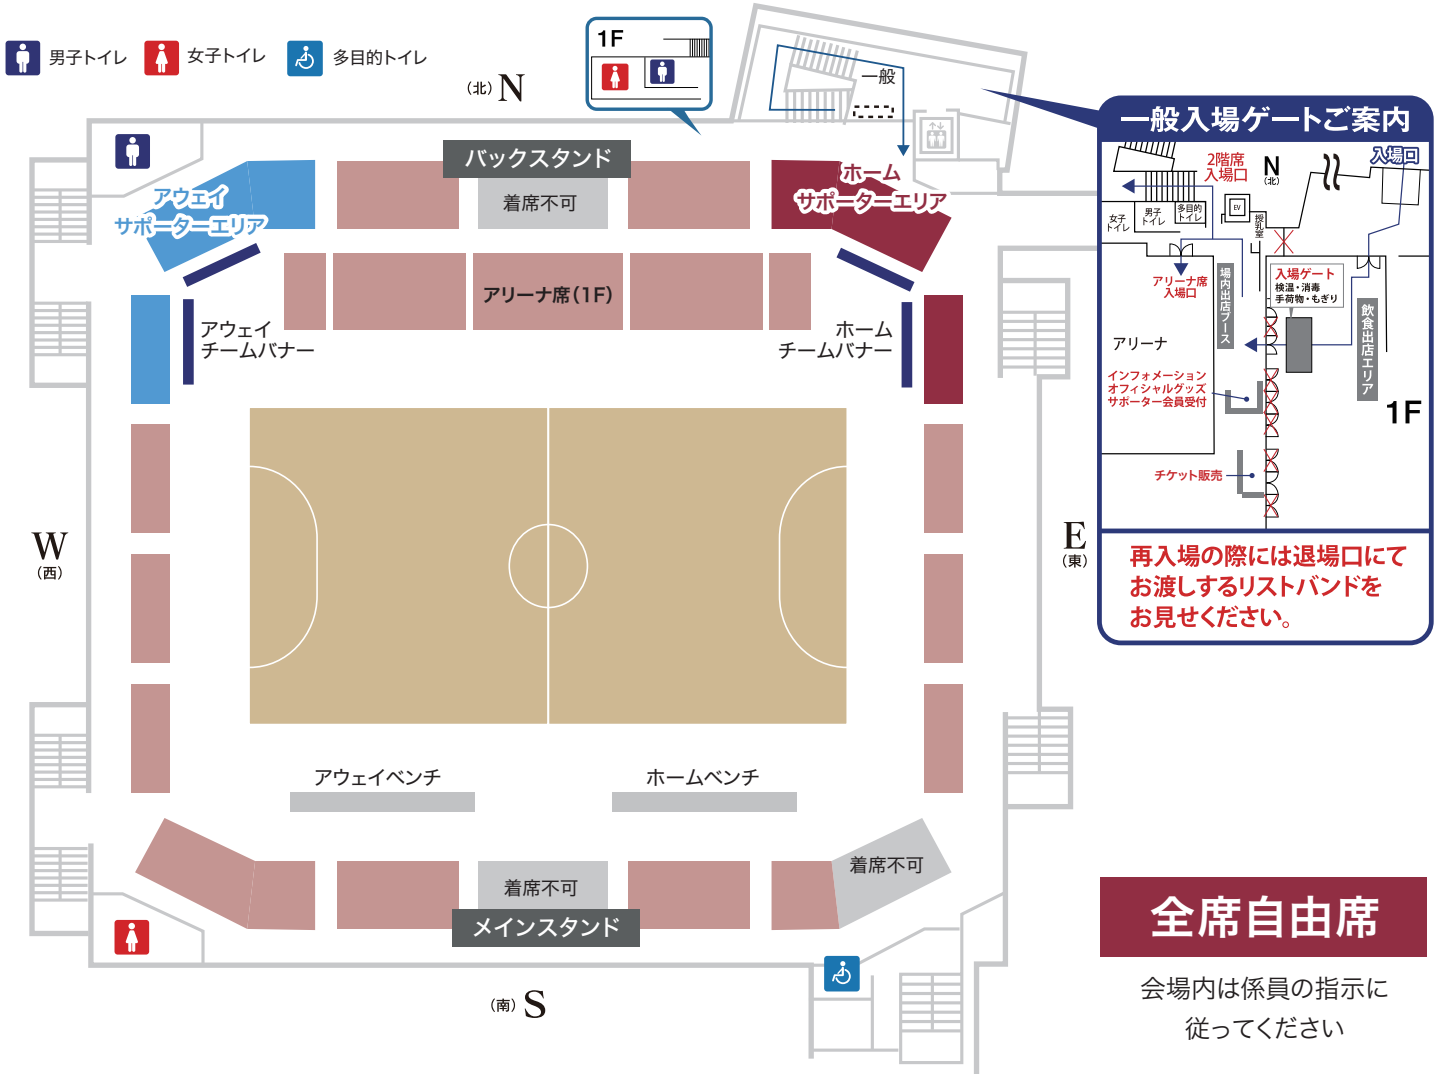 男子トイレ
女子トイレ
多目的トイレ
(北) N
1F
一般
バックスタンド
着席不可
アウェイ
サポーターエリア
ホーム
サポーターエリア
アリーナ席(1F)
アウェイ
チームバナー
ホーム
チームバナー
W
(西)
E
(東)
アウェイベンチ
ホームベンチ
着席不可
着席不可
メインスタンド
(南) S
一般入場ゲートご案内
2階席
入場口
N
(北)
入場口
女子
トイレ
男子
トイレ
多目的
トイレ
EV
授乳室
アリーナ席
入場口
場内出店ブース
入場ゲート
検温・消毒
手荷物・もぎり
飲食出店エリア
アリーナ
インフォメーション
オフィシャルグッズ
サポーター会員受付
1F
チケット販売
再入場の際には退場口にて
お渡しするリストバンドを
お見せください。
全席自由席
会場内は係員の指示に
従ってください